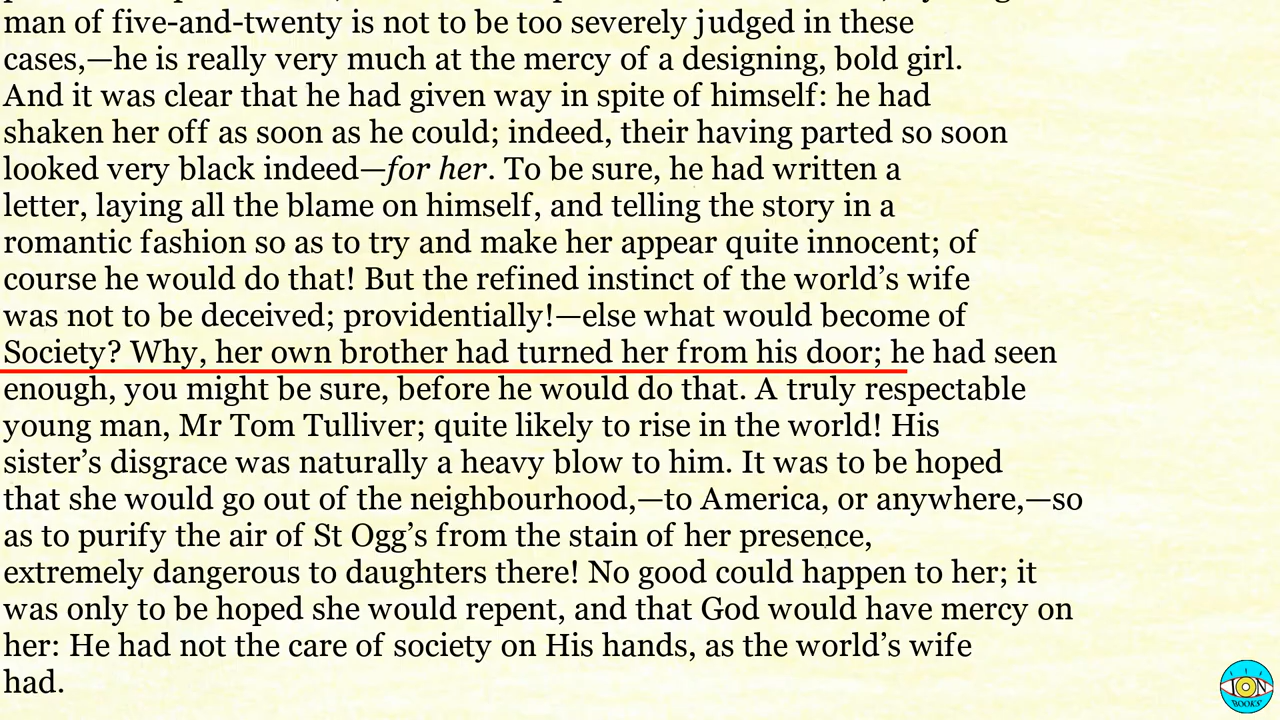 man of five-and-twenty is not to be too severely judged in these
cases,—he is really very much at the mercy of a designing, bold girl.
And it was clear that he had given way in spite of himself: he had
shaken her off as soon as he could; indeed, their having parted so soon
looked very black indeed—for her. To be sure, he had written a
letter, laying all the blame on himself, and telling the story in a
romantic fashion so as to try and make her appear quite innocent; of
course he would do that! But the refined instinct of the world’s wife
was not to be deceived; providentially!—else what would become of
Society? Why, her own brother had turned her from his door; he had seen
enough, you might be sure, before he would do that. A truly respectable
young man, Mr Tom Tulliver; quite likely to rise in the world! His
sister’s disgrace was naturally a heavy blow to him. It was to be hoped
that she would go out of the neighbourhood,—to America, or anywhere,—so
as to purify the air of St Ogg’s from the stain of her presence,
extremely dangerous to daughters there! No good could happen to her; it
was only to be hoped she would repent, and that God would have mercy on
her: He had not the care of society on His hands, as the world’s wife
had.
ION
BOOKS